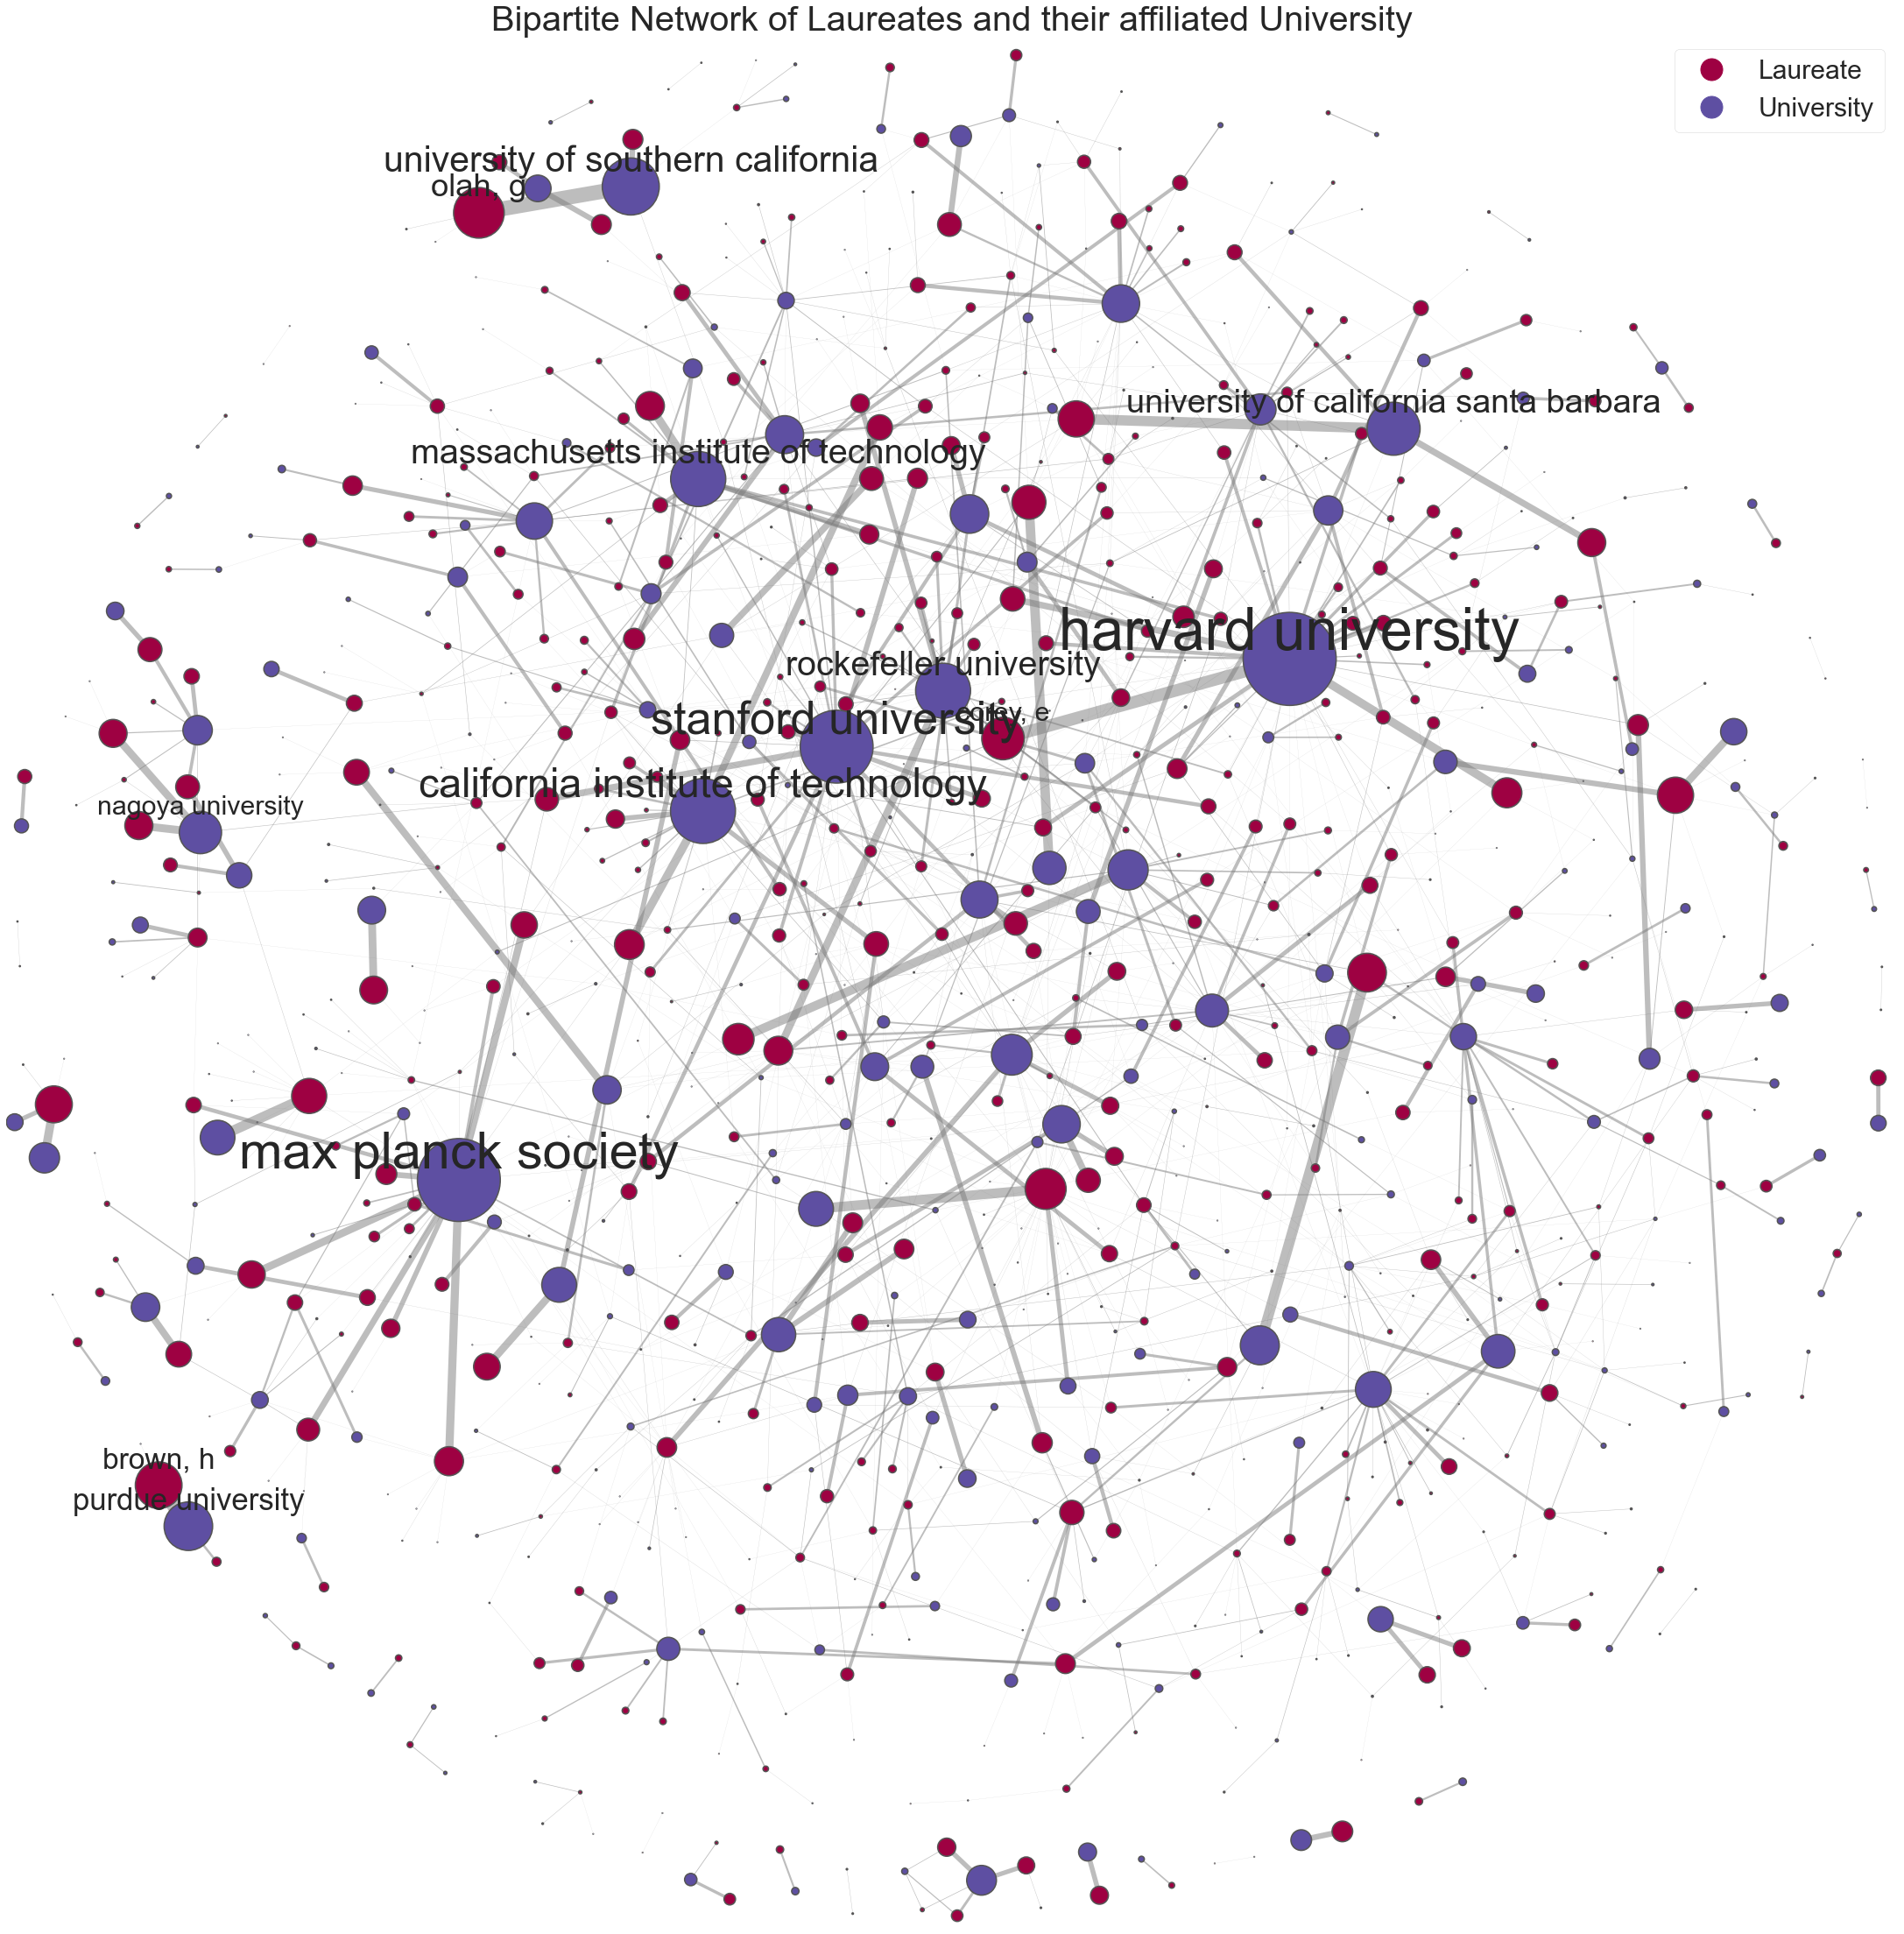 Bipartite Network of Laureates and their affiliated University
Laureate
University
university of southern california
olah, g
university of california santa barbara
massachusetts institute of technology
harvard university
rockefeller university
corey, e
stanford university
california institute of technology
nagoya university
max planck society
brown, h
purdue university